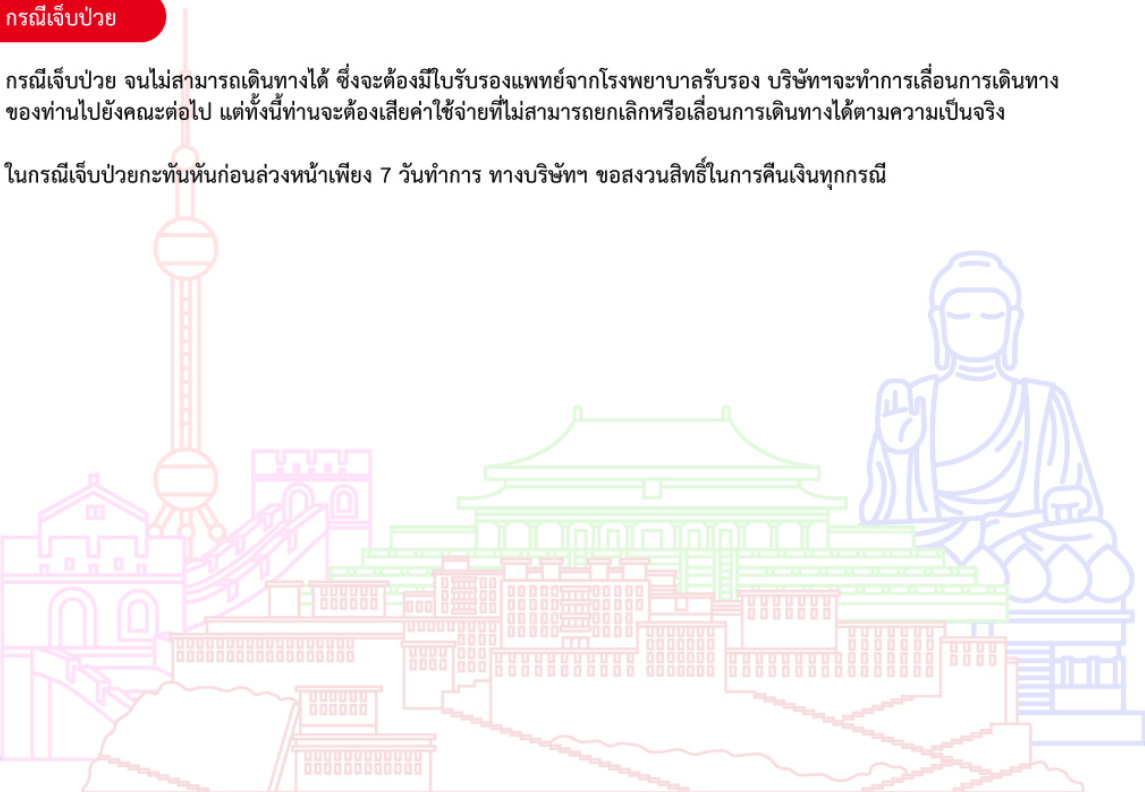 กรณีเจ็บป่วย
กรณีเจ็บป่วย จนไม่สามารถเดินทางได้ ซึ่งจะต้องมีใบรับรองแพทย์จากโรงพยาบาลรับรอง บริษัทฯจะทำการเลื่อนการเดินทาง
ของท่านไปยังคณะต่อไป แต่ทั้งนี้ท่านจะต้องเสียค่าใช้จ่ายที่ไม่สามารถยกเลิกหรือเลื่อนการเดินทางได้ตามความเป็นจริง
ในกรณีเจ็บป่วยกะทันหันก่อนล่วงหน้าเพียง 7 วันทำการ ทางบริษัทฯ ขอสงวนสิทธิ์ในการคืนเงินทุกกรณี